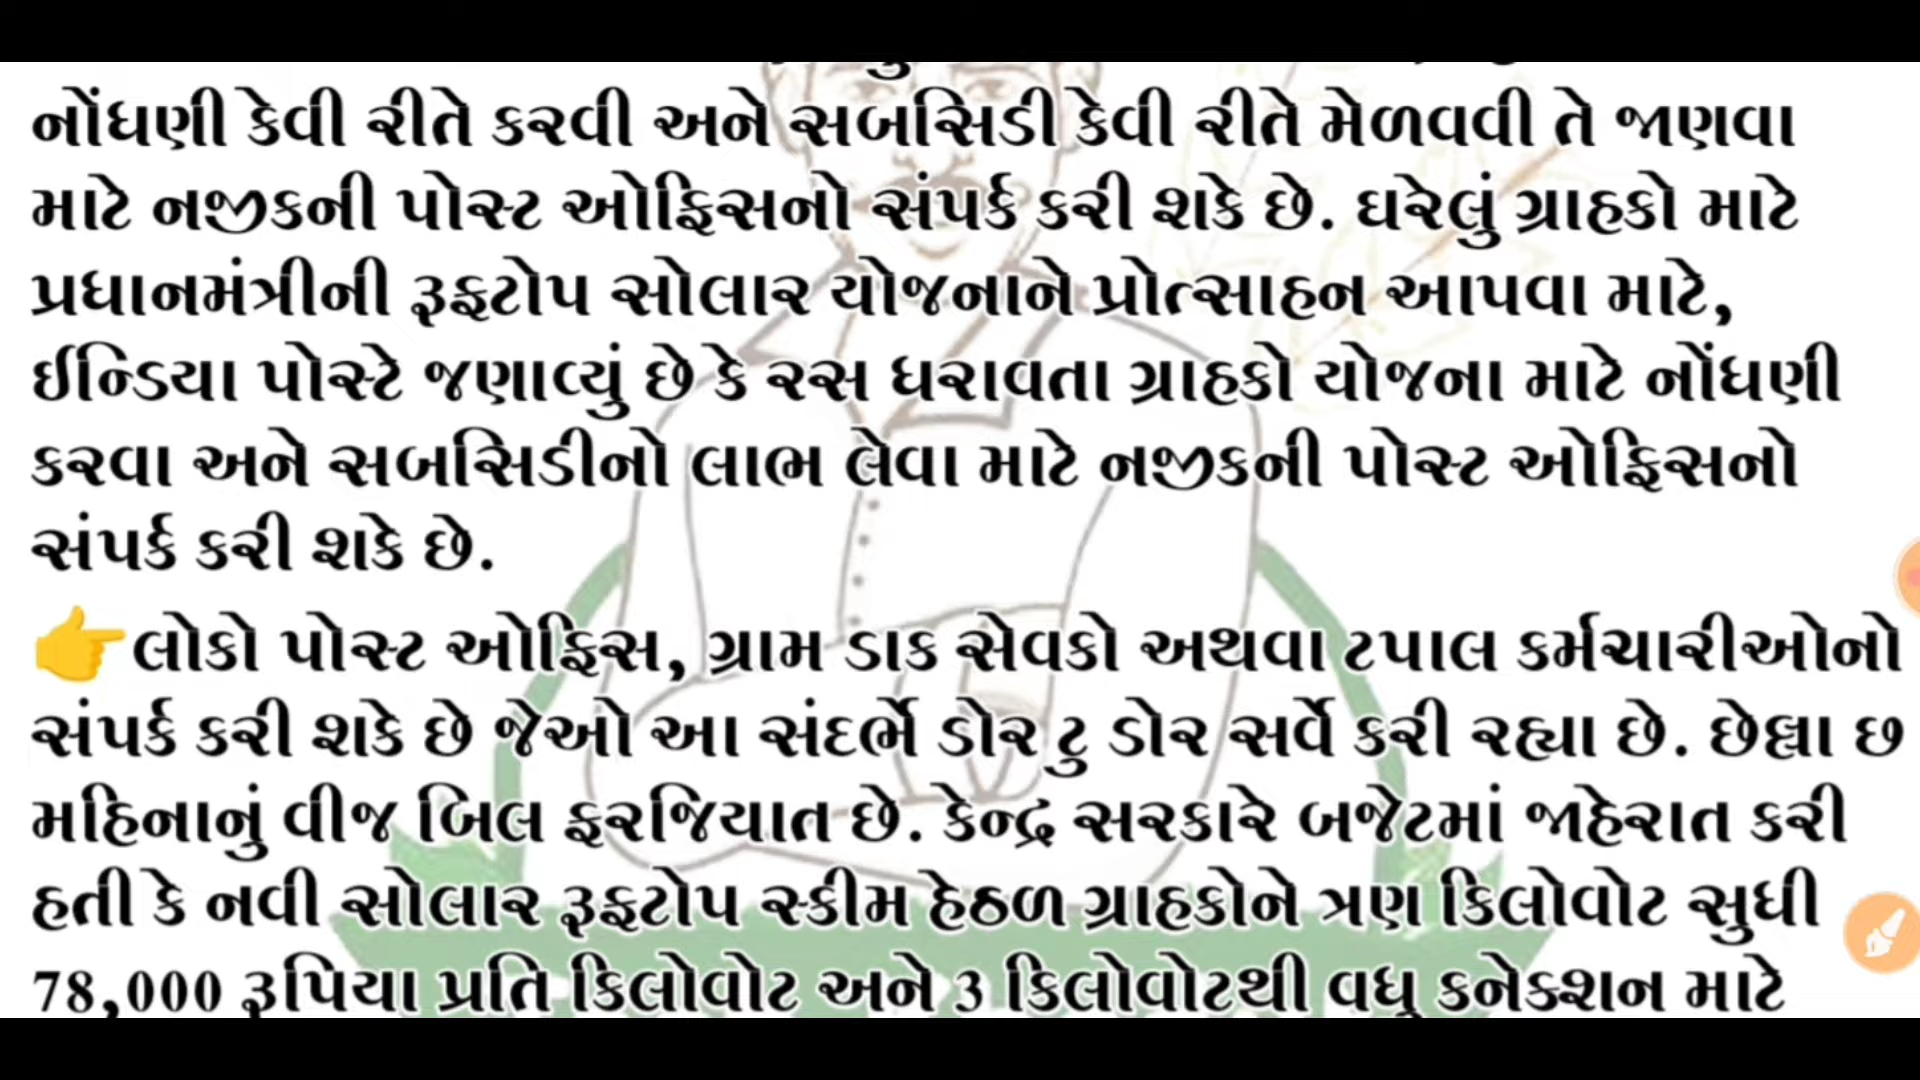 નોંધણી કેવી રીતે કરવી અને સબસિડી કેવી રીતે મેળવવી તે જાણવા
માટે નજીકની પોસ્ટ ઓફિસનો સંપર્ક કરી શકે છે. ઘરેલું ગ્રાહકો માટે
પ્રધાનમંત્રીની રૂફટોપ સોલાર યોજનાને પ્રોત્સાહન આપવા માટે,
ઈન્ડિયા પોસ્ટે જણાવ્યું છે કે રસ ધરાવતા ગ્રાહકો યોજના માટે નોંધણી
કરવા અને સબસિડીનો લાભ લેવા માટે નજીકની પોસ્ટ ઓફિસનો
સંપર્ક કરી શકે છે.
👉લોકો પોસ્ટ ઓફિસ, ગ્રામ ડાક સેવકો અથવા ટપાલ કર્મચારીઓનો
સંપર્ક કરી શકે છે જેઓ આ સંદર્ભે ડોર ટુ ડોર સર્વે કરી રહ્યા છે. છેલ્લા છ
મહિનાનું વીજ બિલ ફરજિયાત છે. કેન્દ્ર સરકારે બજેટમાં જાહેરાત કરી
હતી કે નવી સોલાર રૂફટોપ સ્કીમ હેઠળ ગ્રાહકોને ત્રણ કિલોવોટ સુધી
78,000 રૂપિયા પ્રતિ કિલોવોટ અને 3 કિલોવોટથી વધુ કનેક્શન માટે